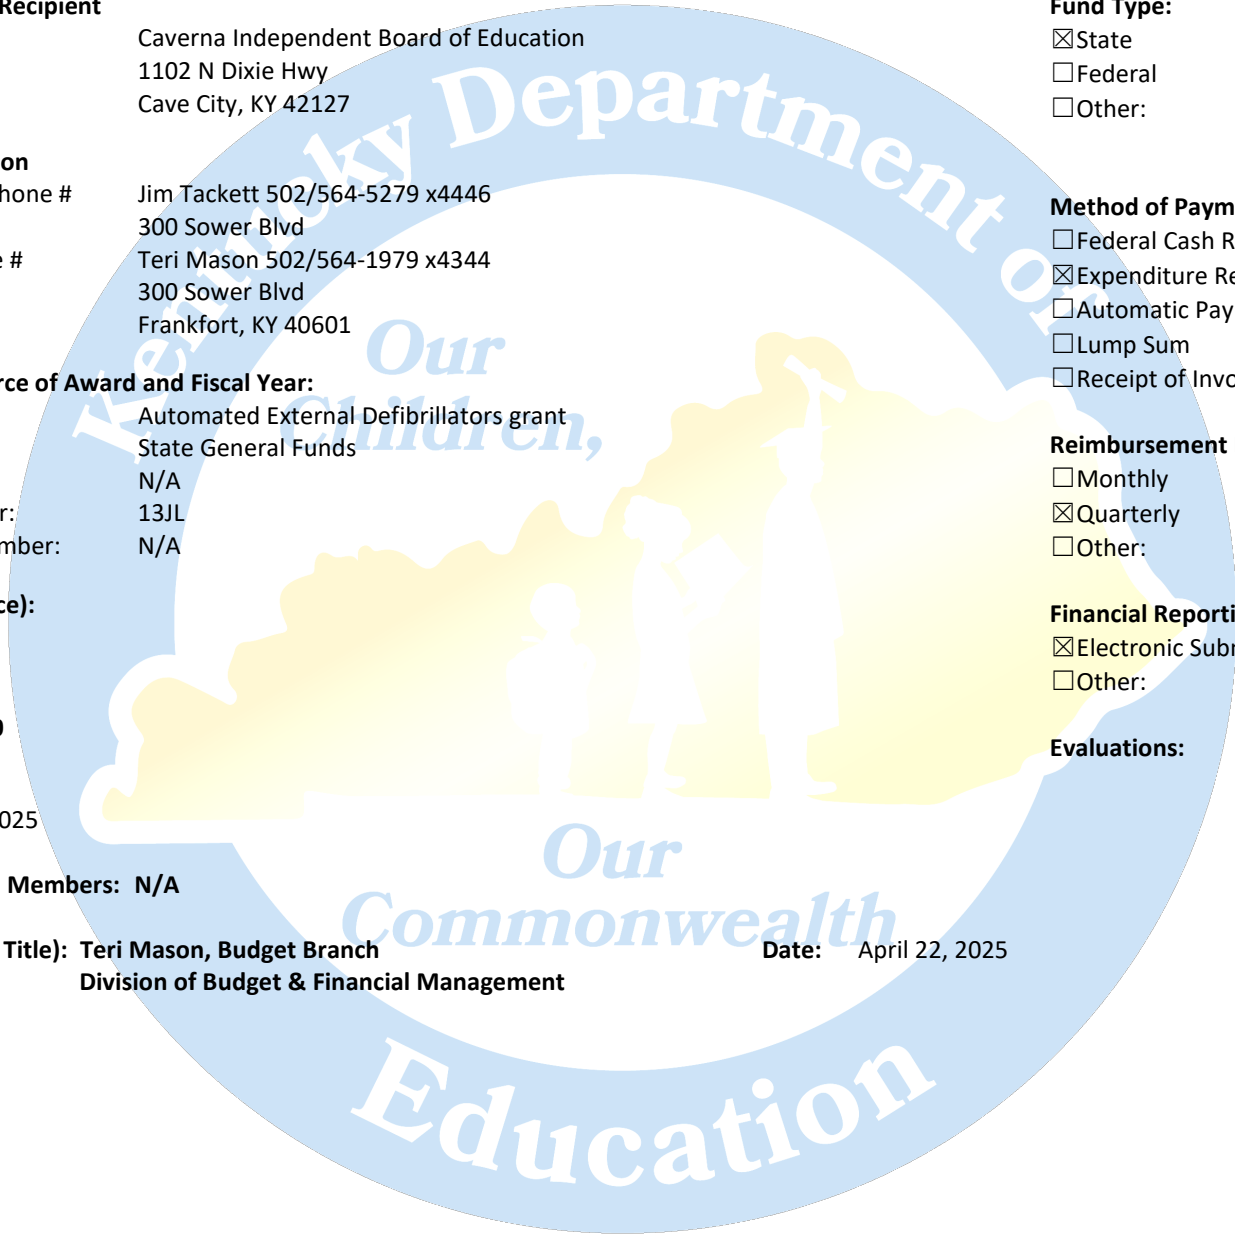 Recipient
Caverna Independent Board of Education
1102 N Dixie Hwy
Cave City, KY 42127
on
hone #
Jim Tackett 502/564-5279 x4446
300 Sower Blvd
e #
Teri Mason 502/564-1979 x4344
300 Sower Blvd
Frankfort, KY 40601
rce of Award and Fiscal Year:
Automated External Defibrillators grant
State General Funds
N/A
r:
13JL
mber:
N/A
ce):
0
025
Members: N/A
Title): Teri Mason, Budget Branch
Division of Budget & Financial Management
Date: April 22, 2025
Fund Type:
☒State
☐Federal
☐Other:
Method of Paym
☐Federal Cash R
☒Expenditure Re
☐Automatic Pay
☐Lump Sum
☐Receipt of Invo
Reimbursement
☐Monthly
☒Quarterly
☐Other:
Financial Reporti
☒Electronic Subr
☐Other:
Evaluations:
Kentucky Department of
Education
Our
Children,
Our
Commonwealth